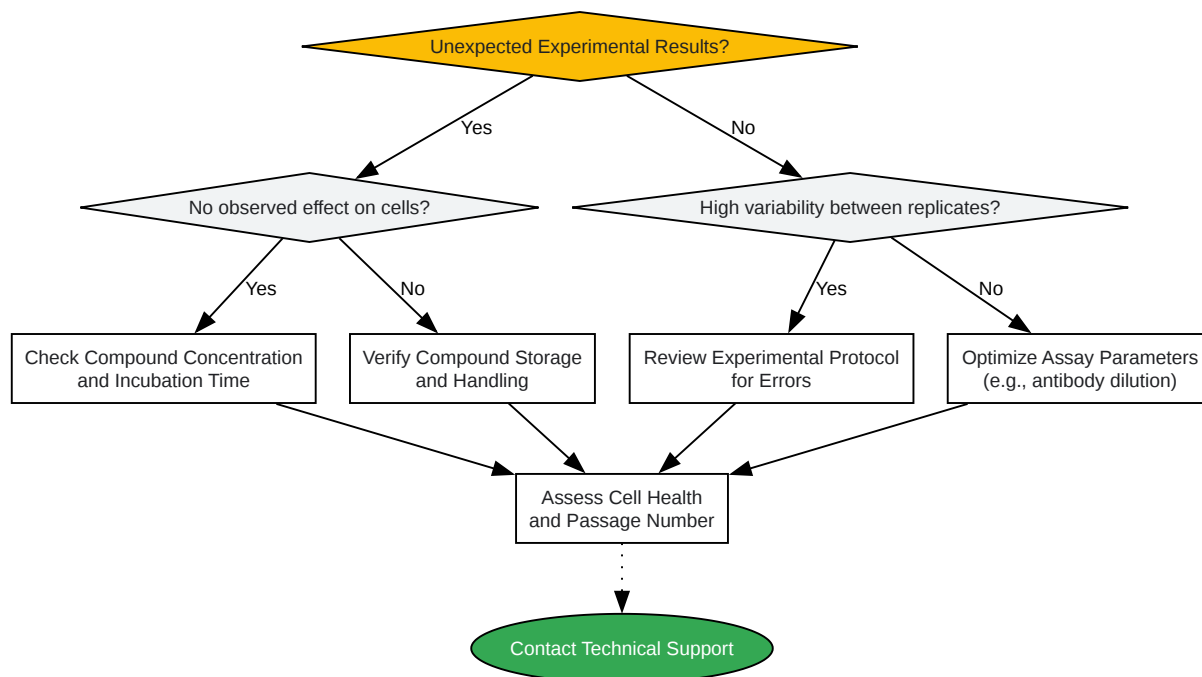 Unexpected Experimental Results?
Yes
No
No observed effect on cells?
High variability between replicates?
Yes
No
Yes
No
Check Compound Concentration
and Incubation Time
Verify Compound Storage
and Handling
Review Experimental Protocol
for Errors
Optimize Assay Parameters
(e.g., antibody dilution)
Assess Cell Health
and Passage Number
Contact Technical Support